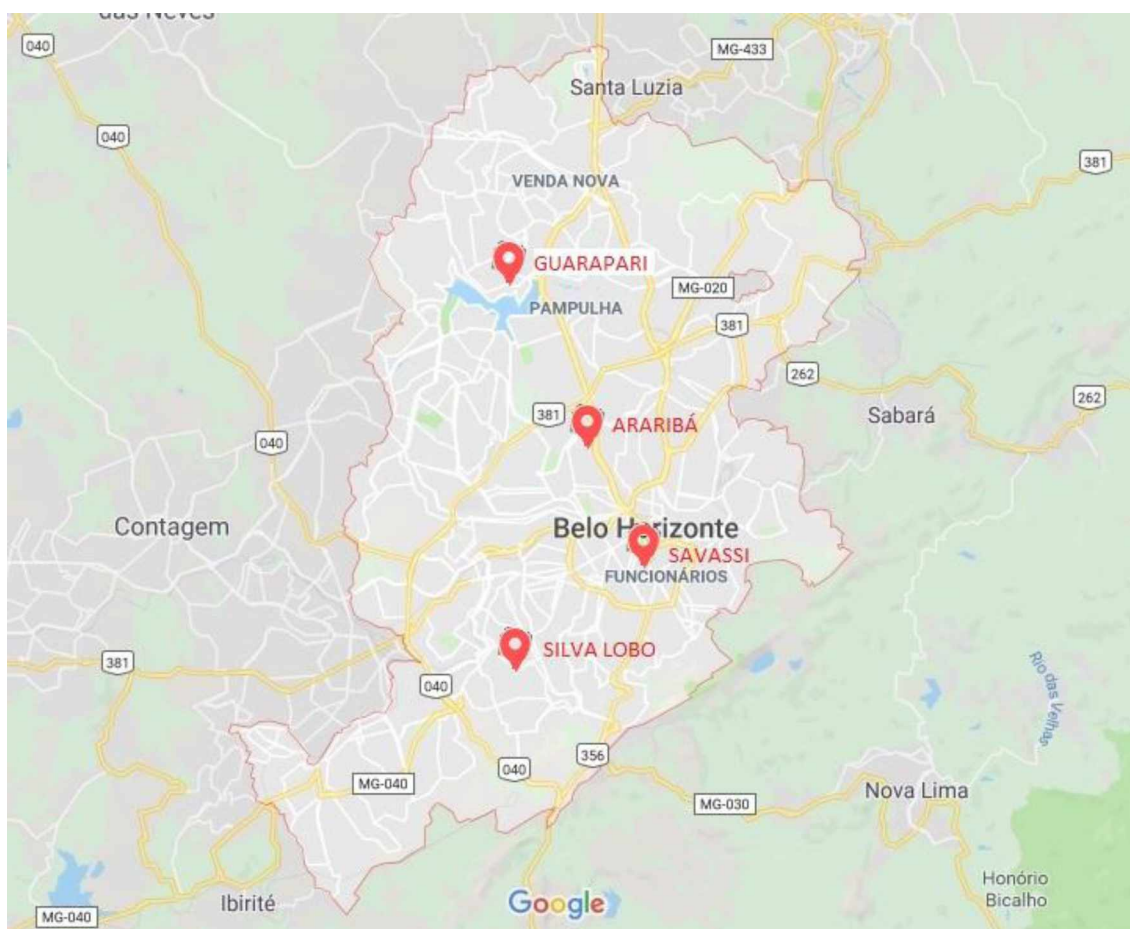 das Neves
040
MG-433
Santa Luzia
040
381
VENDA NOVA
GUARAPARI
MG-020
PAMPULHA
381
262
262
381
ARARIBÁ
Sabará
040
Contagem
Belo Horizonte
SAVASSI
FUNCIONÁRIOS
SILVA LOBO
381
040
Rio das Velhas
356
040
MG-040
MG-030
Nova Lima
Honório
Bicalho
Ibirité
Google
MG-040